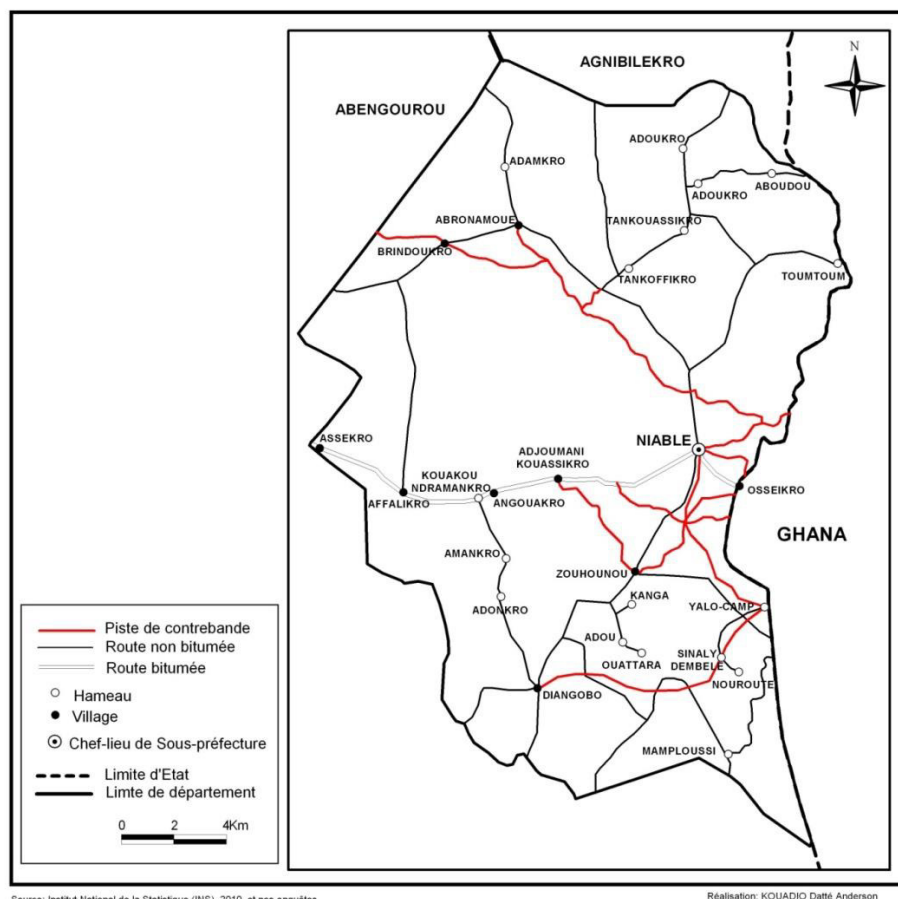 AGNIBILEKRO
N
ABENGOUROU
ADOUKRO
ADAMKRO
ADOUKRO
ABOUDOU
ABRONAMOUE
TANKOUASSIKRO
BRINDOUKRO
TANKOFFIKRO
TOUMTOUM
ASSEKRO
NIABLE
ADJOUMANI
KOUASSIKRO
KOUAKOU
NDRAMANKRO
AFFALIKRO
ANGOUAKRO
OSSEIKRO
GHANA
AMANKRO
ZOUHOUNOU
ADONKRO
KANGA
YALO-CAMP
ADOU
OUATTARA
SINALY
DEMBELE
NOUROUTE
DIANGOBO
MAMPLOUSSI
Piste de contrebande
Route non bitumée
Route bitumée
Hameau
Village
Chef-lieu de Sous-préfecture
Limite d'Etat
Limte de département
0 2 4Km
Source: Institut National de la Statistique (INS), 2010, et nos enquêtes
Réalisation: KOUADIO Datté Anderson